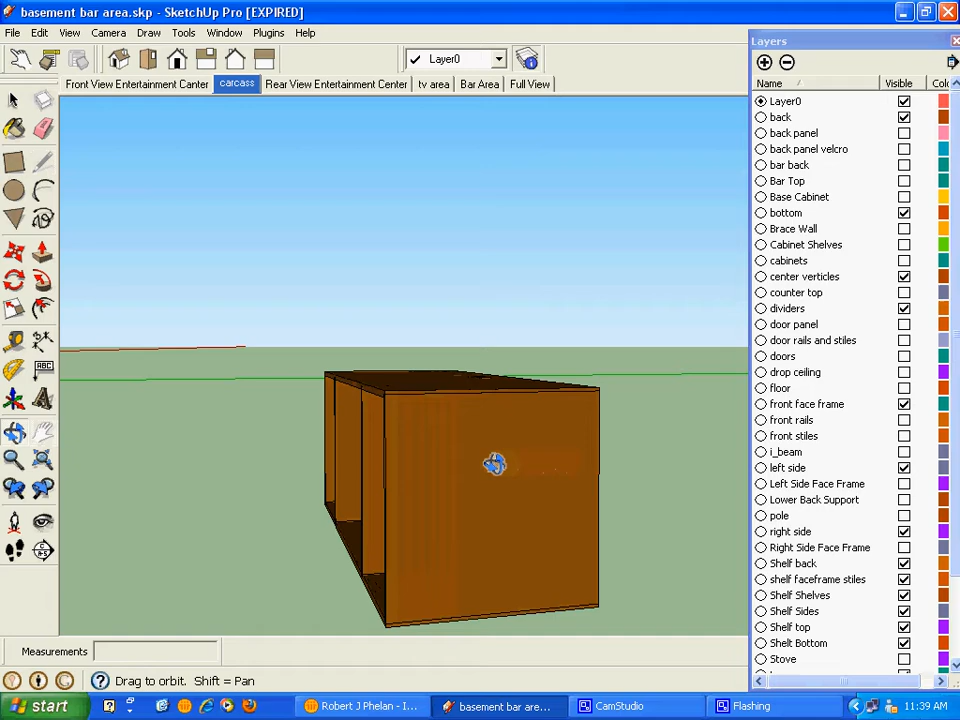 basement bar area.skp - SketchUp Pro [EXPIRED]
File Edit View Camera Draw Tools Window Plugins Help
Layer0
Front View Entertainment Canter carcass Rear View Entertainment Center tv area Bar Area Full View
Layers
Name Visible Colo
Layer0
back
back panel
back panel velcro
bar back
Bar Top
Base Cabinet
bottom
Brace Wall
Cabinet Shelves
cabinets
center verticles
counter top
dividers
door panel
door rails and stiles
doors
drop ceiling
floor
front face frame
front rails
front stiles
i_beam
left side
Left Side Face Frame
Lower Back Support
pole
right side
Right Side Face Frame
Shelf back
shelf faceframe stiles
Shelf Shelves
Shelf Sides
Shelf top
Shelt Bottom
Stove
ABC
Measurements
Drag to orbit. Shift = Pan
start
Robert J Phelan - I...
basement bar are...
CamStudio
Flashing
11:39 AM